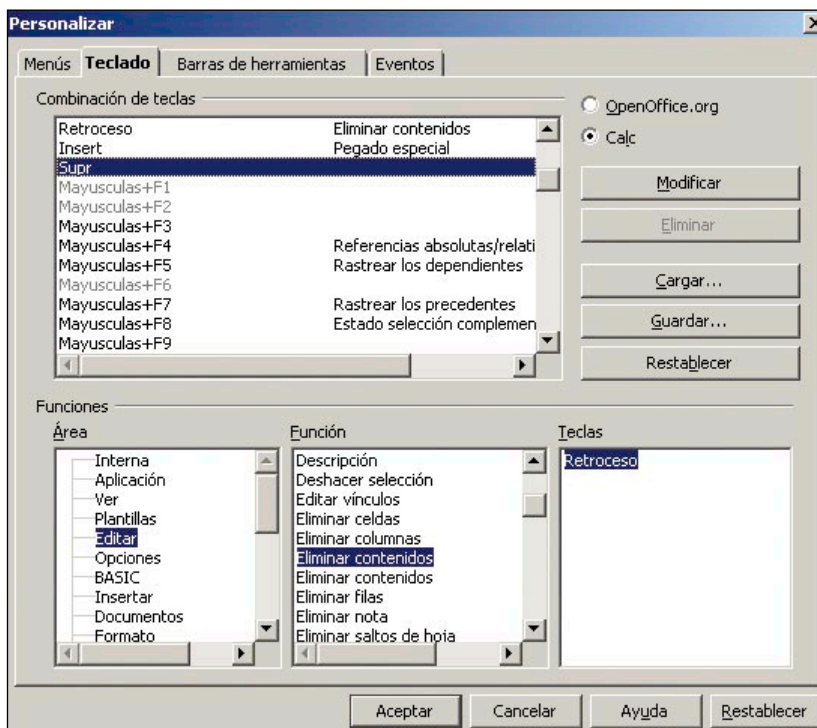 Personalizar
Menús Teclado Barras de herramientas Eventos
Combinación de teclas
Retroceso Eliminar contenidos
Insert Pegado especial
Supr
Mayusculas+F1
Mayusculas+F2
Mayusculas+F3
Mayusculas+F4 Referencias absolutas/relati
Mayusculas+F5 Rastrear los dependientes
Mayusculas+F6
Mayusculas+F7 Rastrear los precedentes
Mayusculas+F8 Estado selección complemen
Mayusculas+F9
OpenOffice.org
Calc
Modificar
Eliminar
Cargar...
Guardar...
Restablecer
Funciones
Área
Interna
Aplicación
Ver
Plantillas
Editar
Opciones
BASIC
Insertar
Documentos
Formato
Función
Descripción
Deshacer selección
Editar vínculos
Eliminar celdas
Eliminar columnas
Eliminar contenidos
Eliminar contenidos
Eliminar filas
Eliminar nota
Eliminar saltos de hoja
Teclas
Retroceso
Aceptar Cancelar Ayuda Restablecer